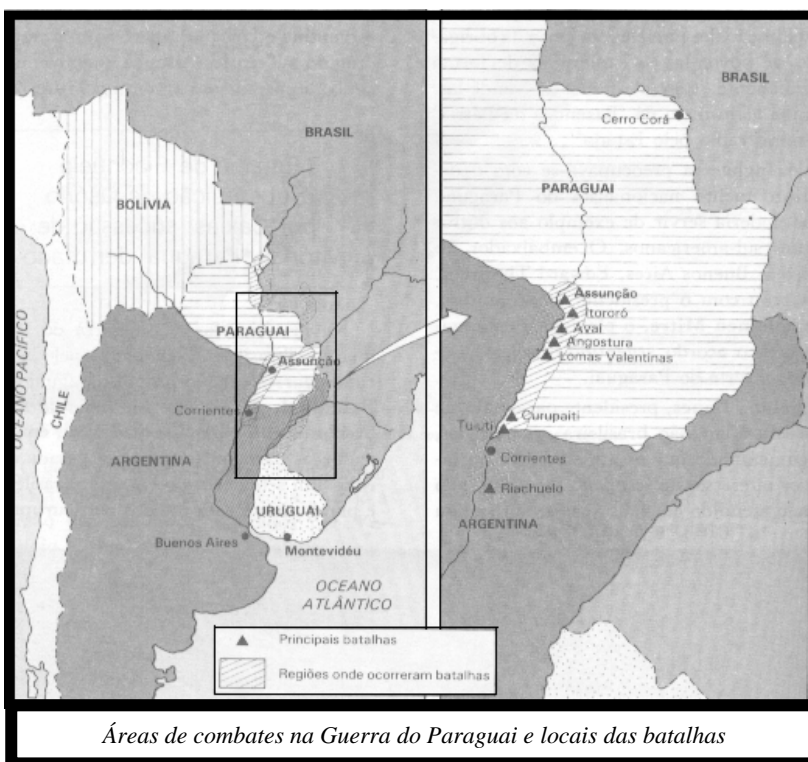 BRASIL
BOLÍVIA
PARAGUAI
Assunção
Corrientes
OCEANO PACÍFICO
CHILE
ARGENTINA
URUGUAI
Buenos Aires
Montevidéu
OCEANO
ATLÂNTICO
BRASIL
Cerro Corá
PARAGUAI
Assunção
Itororó
Avaí
Angostura
Lomas Valentinas
Curupaiti
Tuiuti
Corrientes
Riachuelo
ARGENTINA
Principais batalhas
Regiões onde ocorreram batalhas
Áreas de combates na Guerra do Paraguai e locais das batalhas